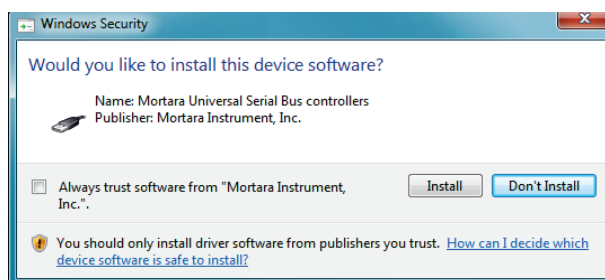 Windows Security
Would you like to install this device software?
Name: Mortara Universal Serial Bus controllers
Publisher: Mortara Instrument, Inc.
Always trust software from "Mortara Instrument,
Inc.".
Install
Don't Install
You should only install driver software from publishers you trust. How can I decide which
device software is safe to install?